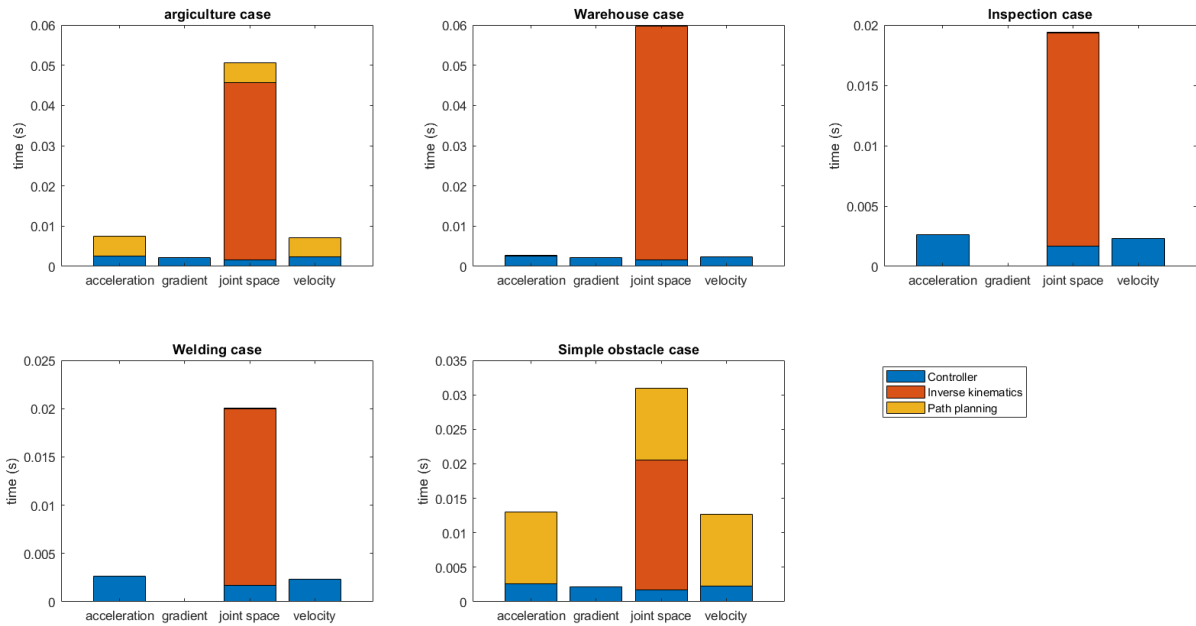 argiculture case
0.06
0.05
0.04
0.03
0.02
0.01
0
time (s)
acceleration gradient joint space velocity
Warehouse case
0.06
0.05
0.04
0.03
0.02
0.01
0
time (s)
acceleration gradient joint space velocity
Inspection case
0.02
0.015
0.01
0.005
0
time (s)
acceleration gradient joint space velocity
Welding case
0.025
0.02
0.015
0.01
0.005
0
time (s)
acceleration gradient joint space velocity
Simple obstacle case
0.035
0.03
0.025
0.02
0.015
0.01
0.005
0
time (s)
acceleration gradient joint space velocity
Controller
Inverse kinematics
Path planning